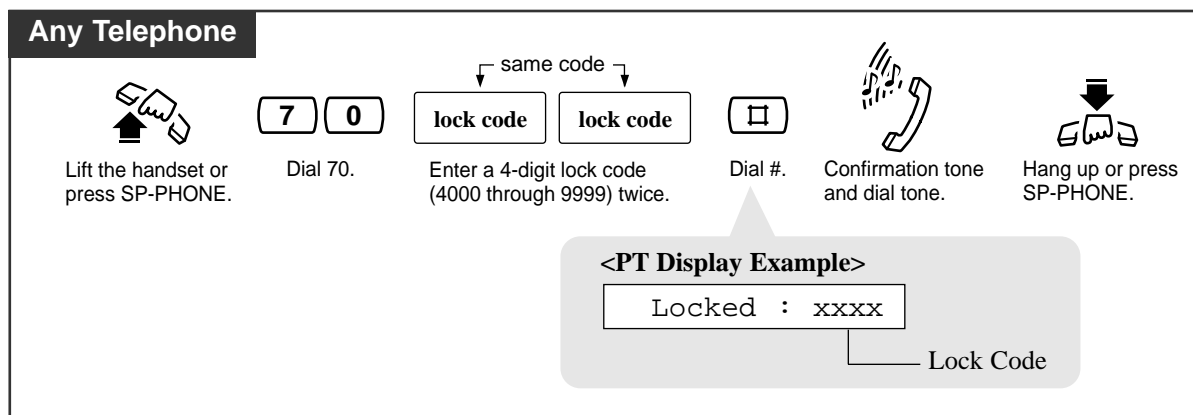 Any Telephone
same code
7 0
lock code lock code
#
Lift the handset or
press SP-PHONE.
Dial 70.
Enter a 4-digit lock code
(4000 through 9999) twice.
Dial #.
Confirmation tone
and dial tone.
Hang up or press
SP-PHONE.
<PT Display Example>
Locked : xxxx
Lock Code